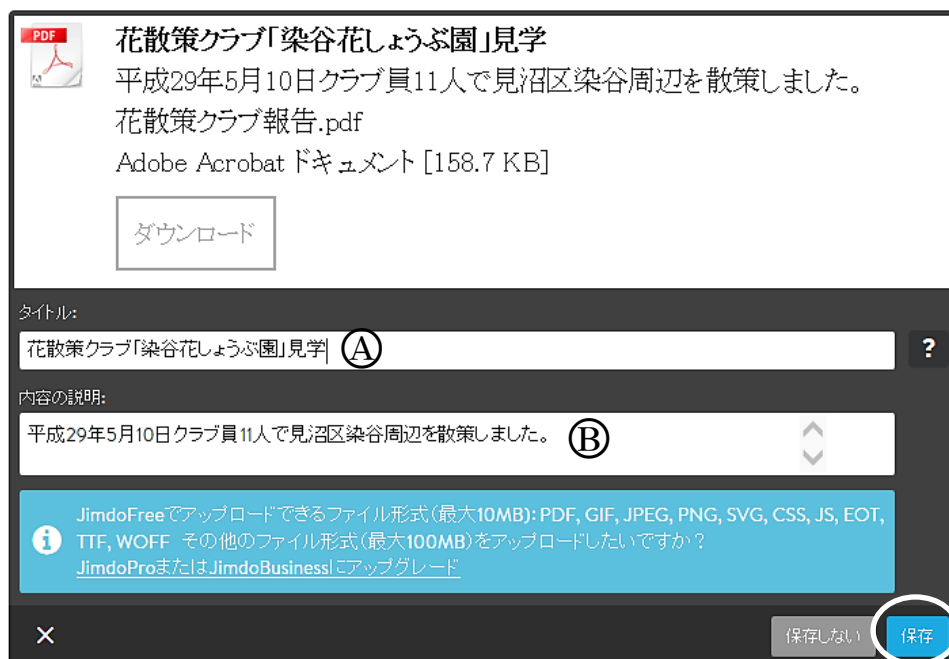 PDF
花散策クラブ「染谷花しょうぶ園」見学
平成29年5月10日クラブ員11人で見沼区染谷周辺を散策しました。
花散策クラブ報告.pdf
Adobe Acrobat ドキュメント [158.7 KB]
ダウンロード
タイトル:
花散策クラブ「染谷花しょうぶ園」見学 Ⓐ
?
内容の説明:
平成29年5月10日クラブ員11人で見沼区染谷周辺を散策しました。 Ⓑ
JimdoFreeでアップロードできるファイル形式(最大10MB): PDF, GIF, JPEG, PNG, SVG, CSS, JS, EOT,
TTF, WOFF その他のファイル形式(最大100MB)をアップロードしたいですか?
JimdoProまたはJimdoBusinessにアップグレード
保存しない 保存